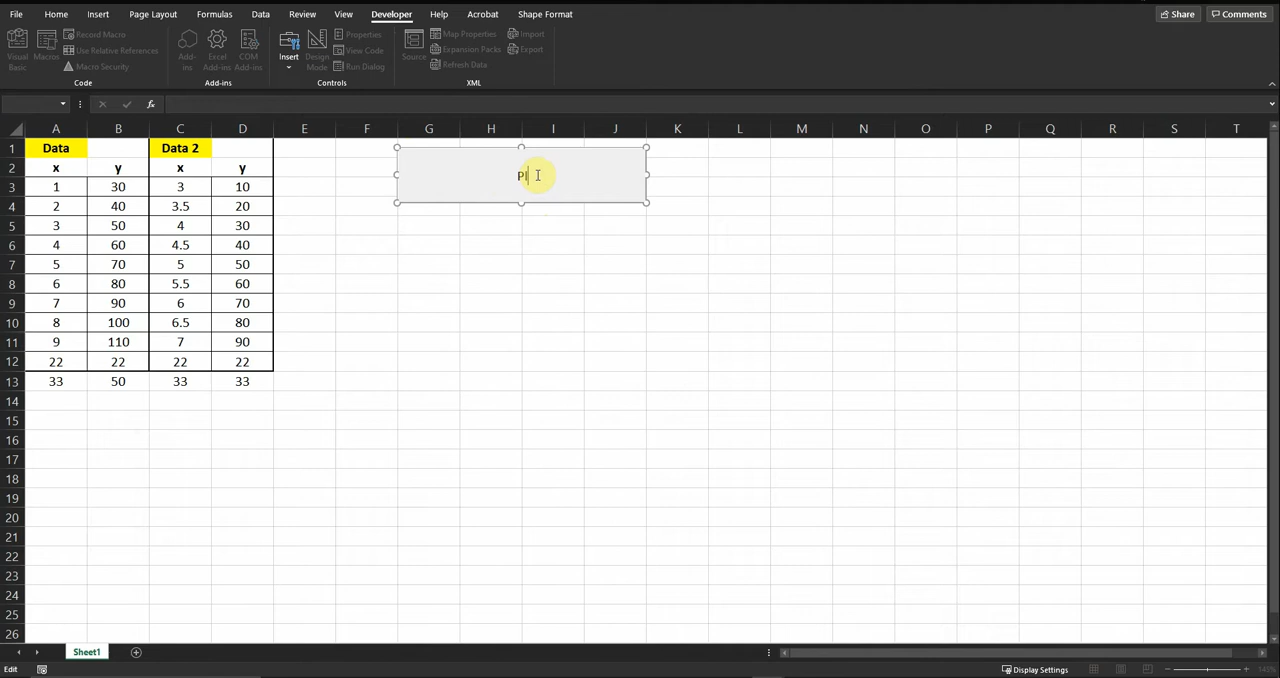 File Home Insert Page Layout Formulas Data Review View Developer Help Acrobat Shape Format Share Comments
Visual Basic Macros Record Macro Use Relative References Macro Security
Add-ins Excel Add-ins COM Add-ins
Insert Design Mode Properties View Code Run Dialog
Source Map Properties Expansion Packs Refresh Data Import Export
Code Add-ins Controls XML
fx
A B C D E F G H I J K L M N O P Q R S T
1 Data Data 2
2 x y x y
3 1 30 3 10
4 2 40 3.5 20
5 3 50 4 30
6 4 60 4.5 40
7 5 70 5 50
8 6 80 5.5 60
9 7 90 6 70
10 8 100 6.5 80
11 9 110 7 90
12 22 22 22 22
13 33 50 33 33
14
15
16
17
18
19
20
21
22
23
24
25
26
Pl
Sheet1
Edit Display Settings